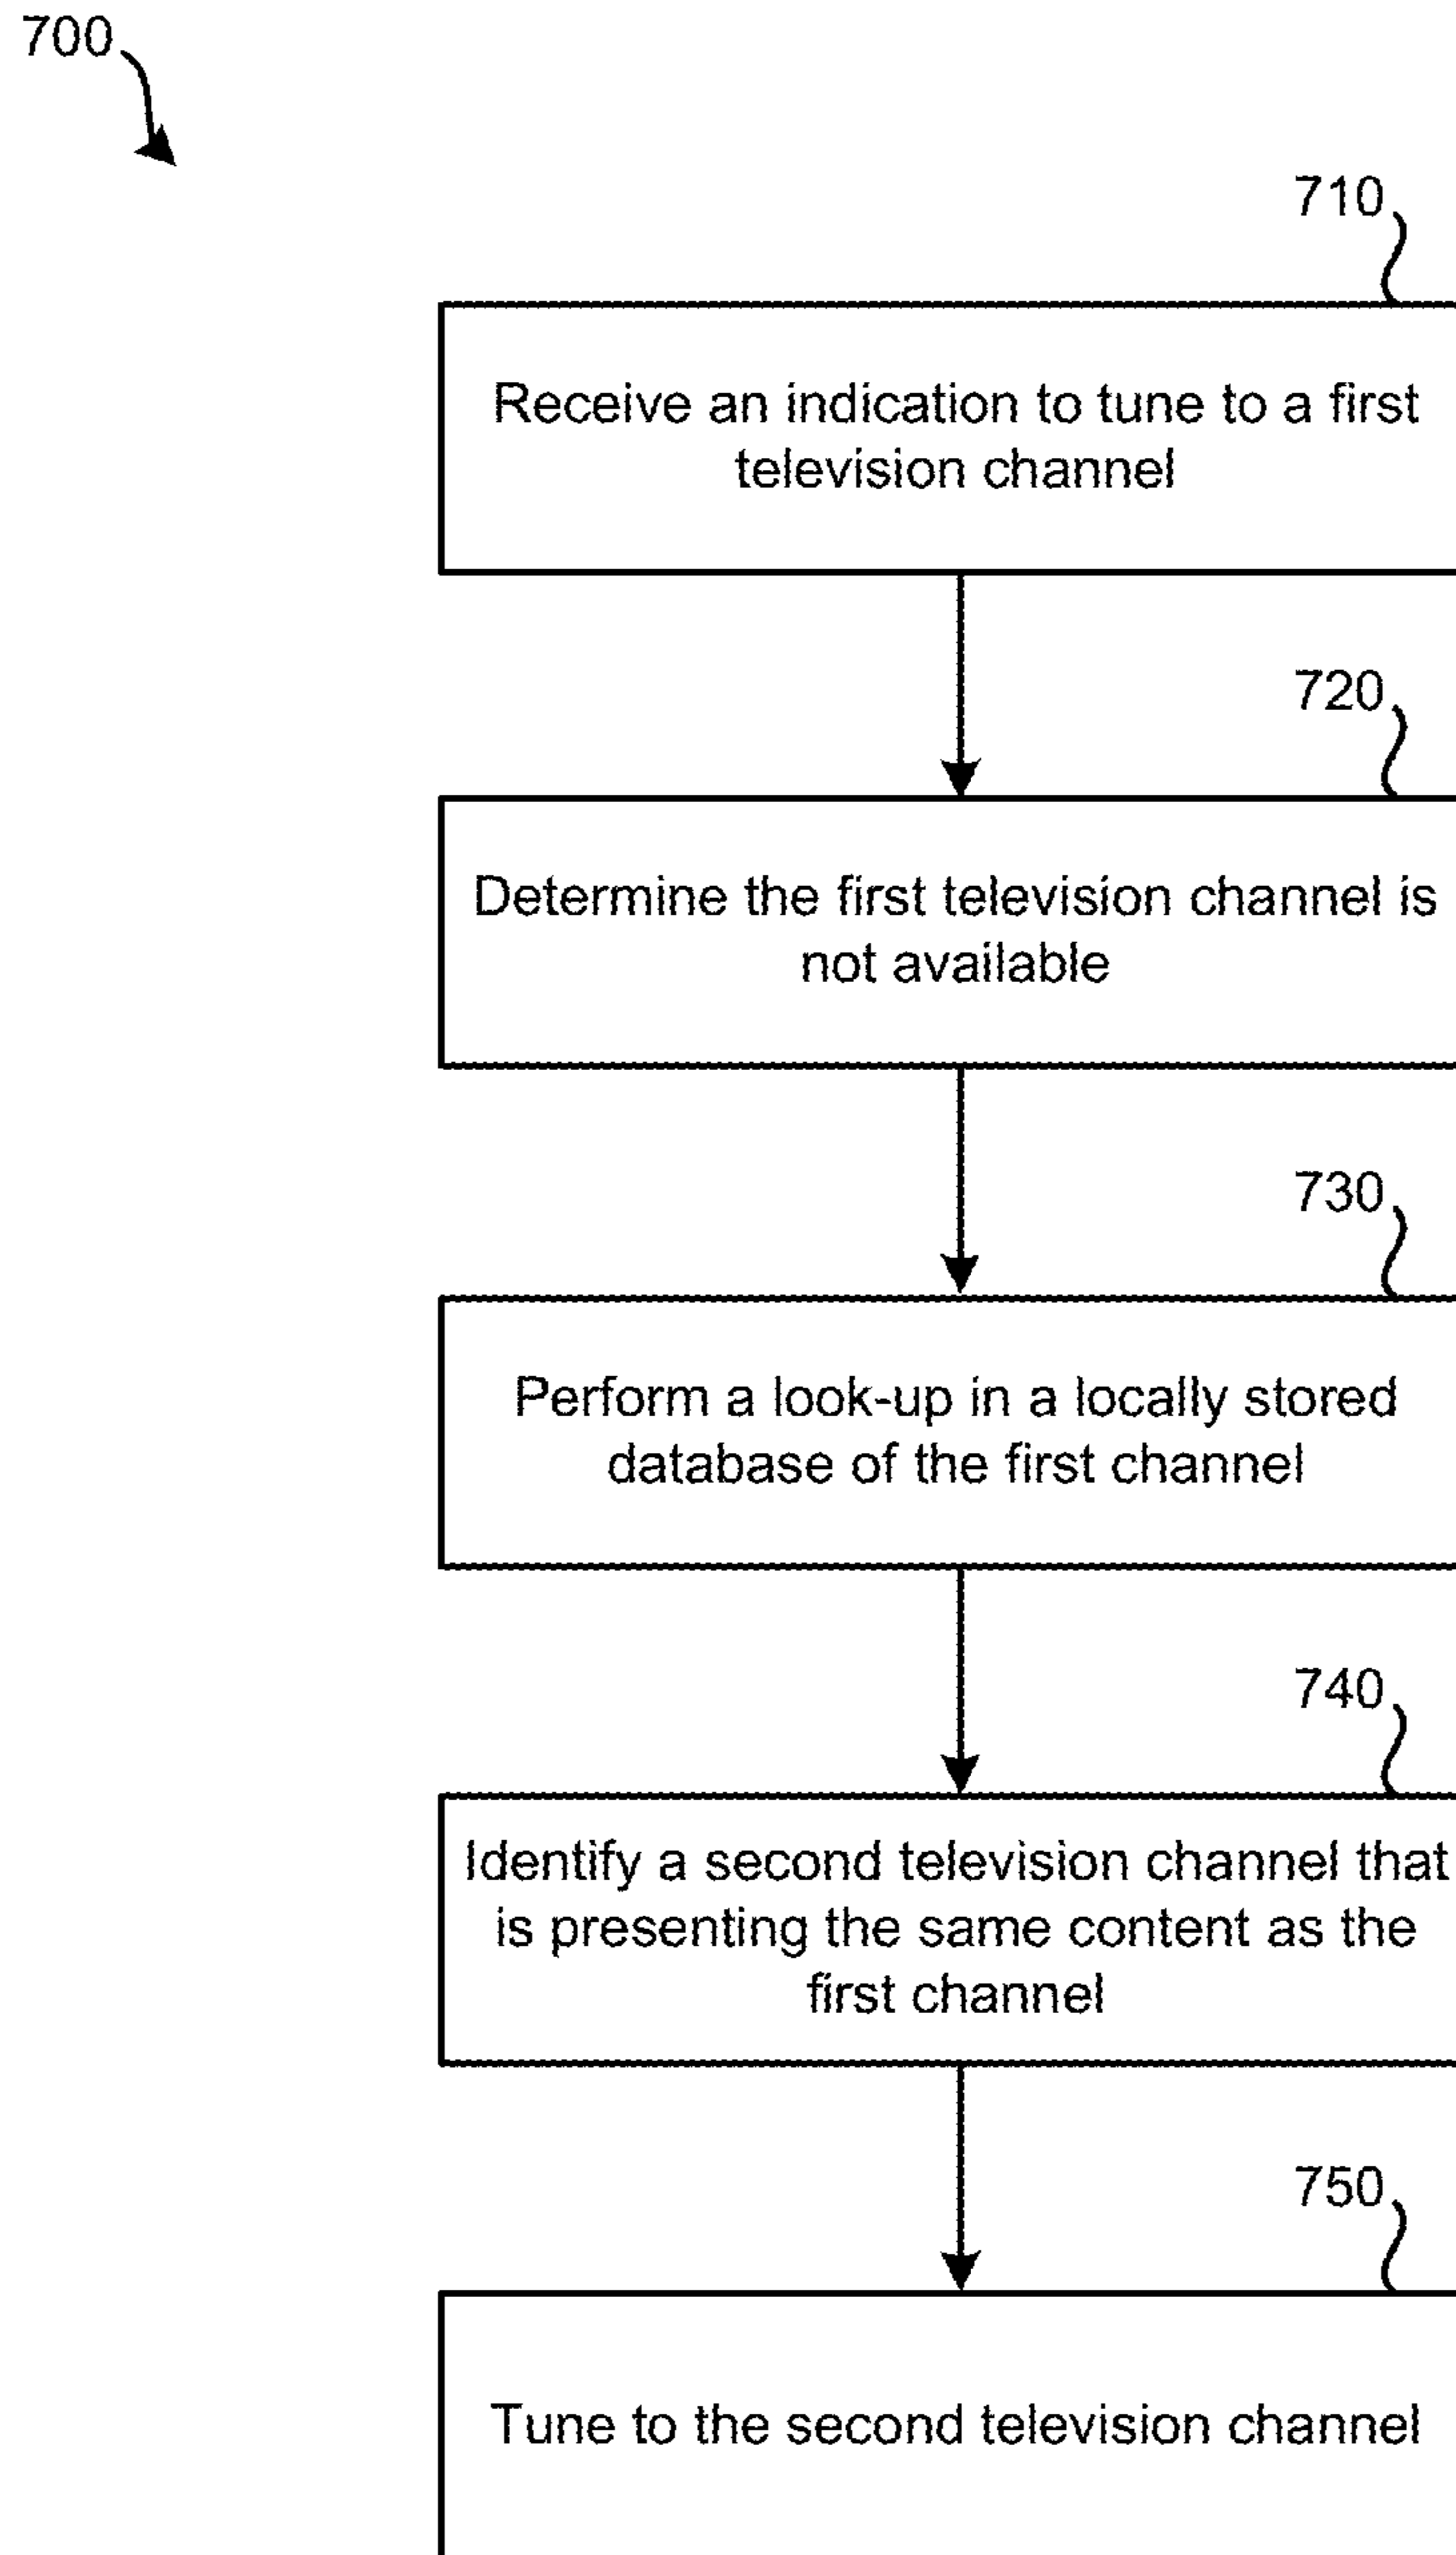 700
710
Receive an indication to tune to a first
television channel
720
Determine the first television channel is
not available
730
Perform a look-up in a locally stored
database of the first channel
740
Identify a second television channel that
is presenting the same content as the
first channel
750
Tune to the second television channel